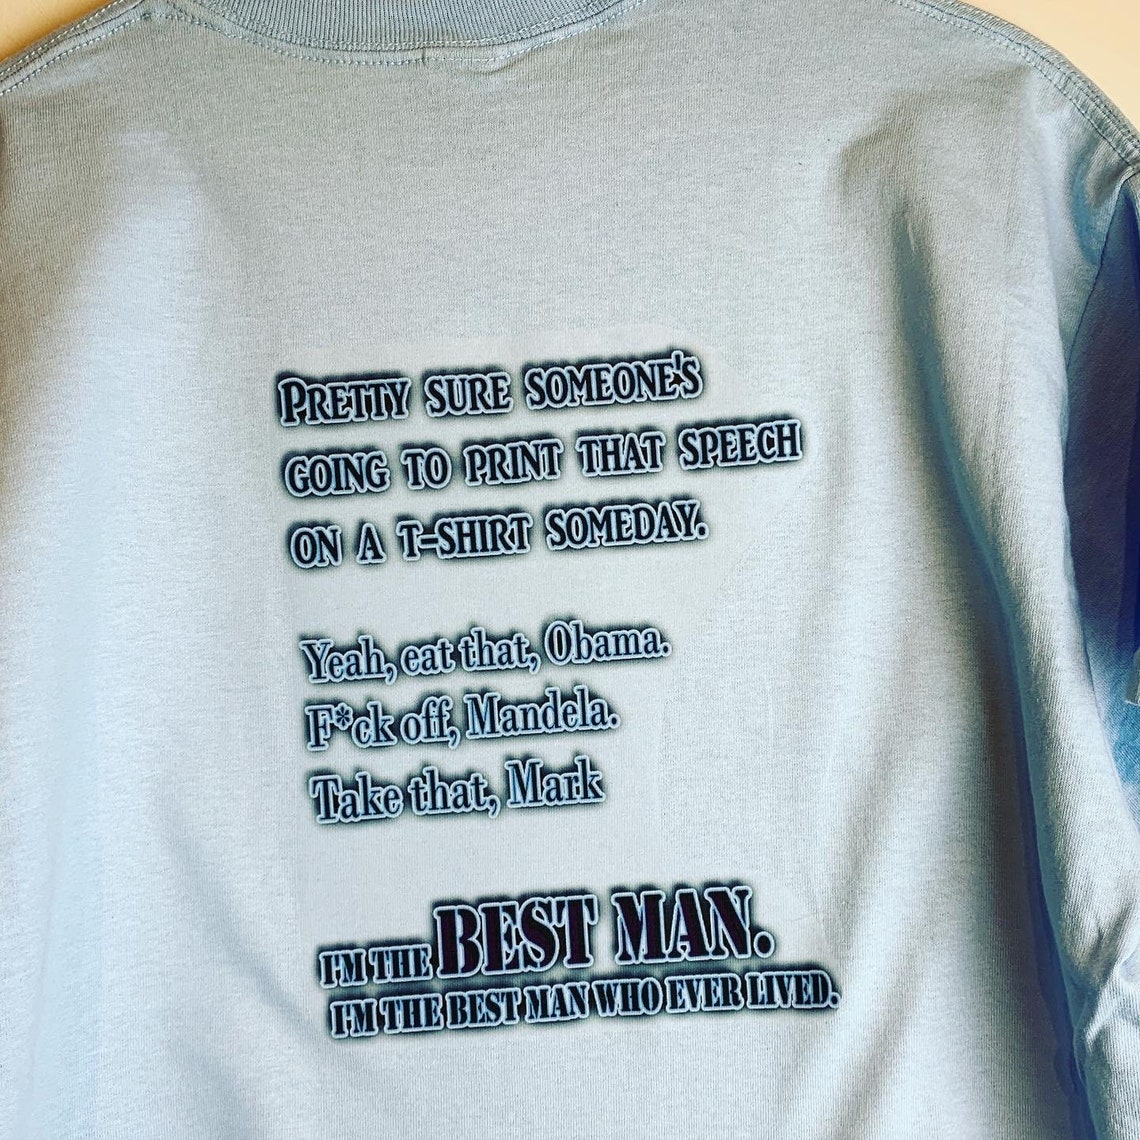 PRETTY SURE SOMEONE'S
GOING TO PRINT THAT SPEECH
ON A T-SHIRT SOMEDAY.
Yeah, eat that, Obama.
F*ck off, Mandela.
Take that, Mark
I'M THE BEST MAN.
I'M THE BEST MAN WHO EVER LIVED.